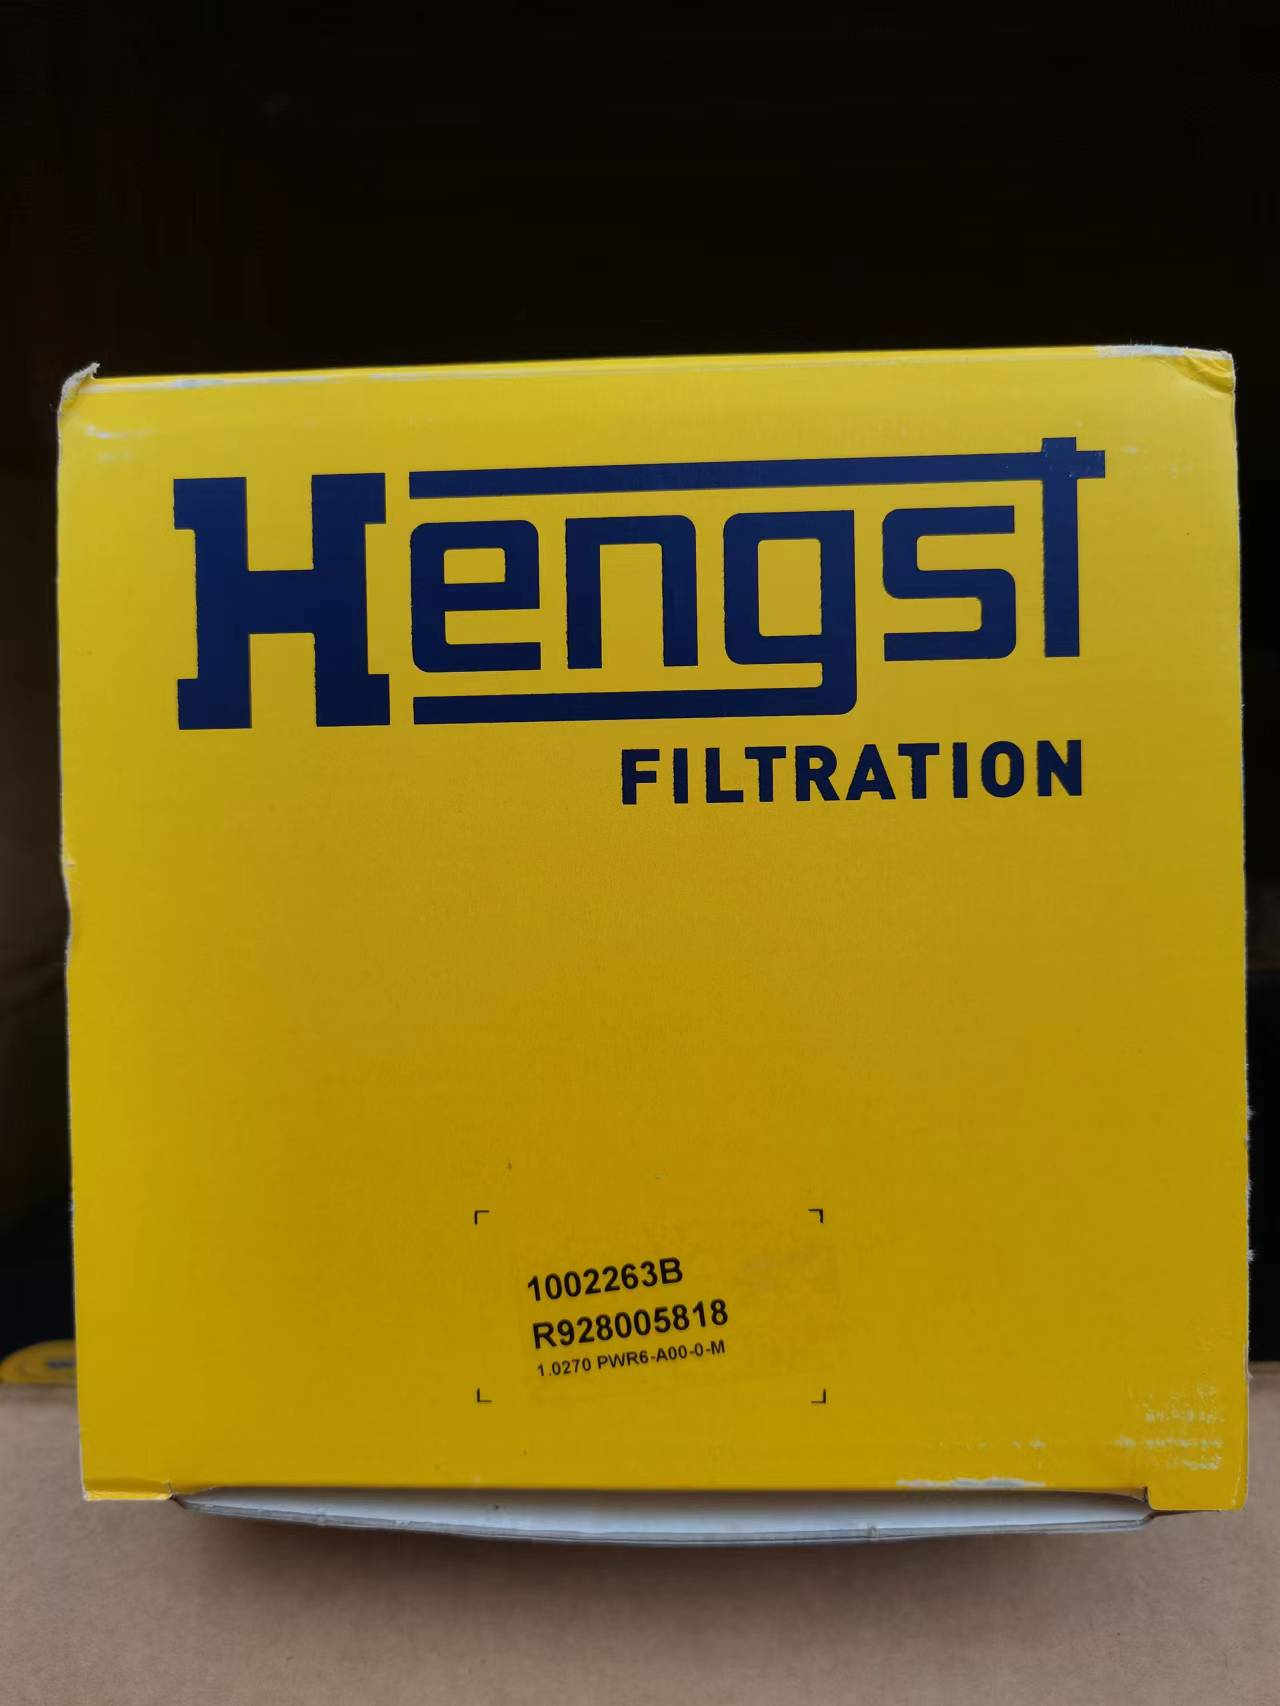 Hengst
FILTRATION
1002263B
R928005818
1.0270 PWR6-A00-0-M